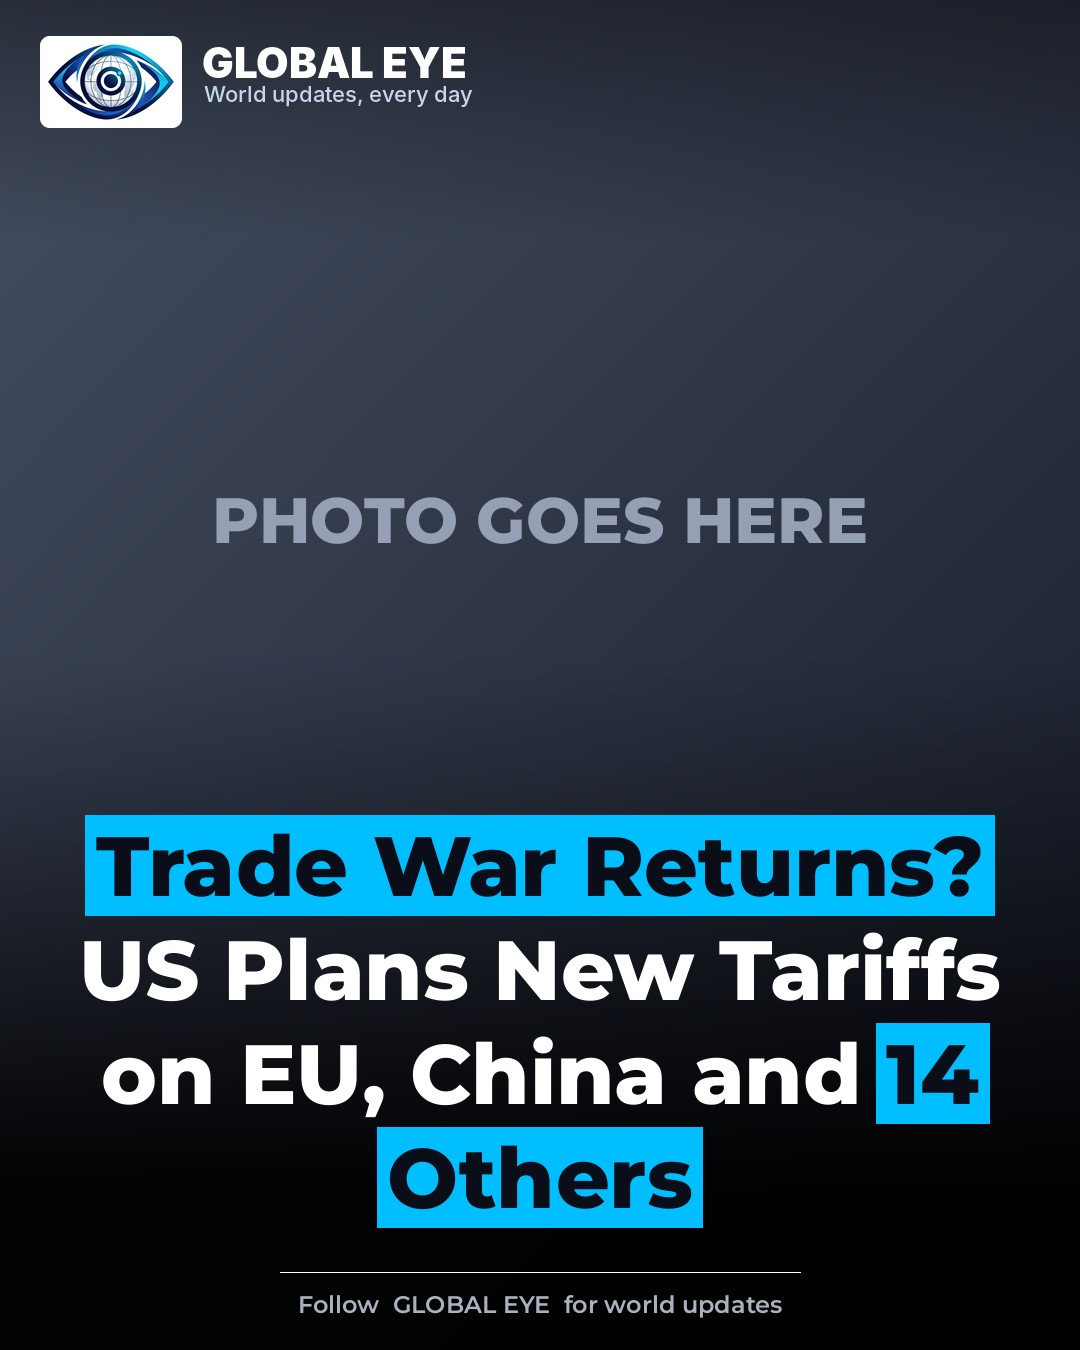 GLOBAL EYE
World updates, every day
PHOTO GOES HERE
Trade War Returns?
US Plans New Tariffs
on EU, China and 14
Others
Follow GLOBAL EYE for world updates